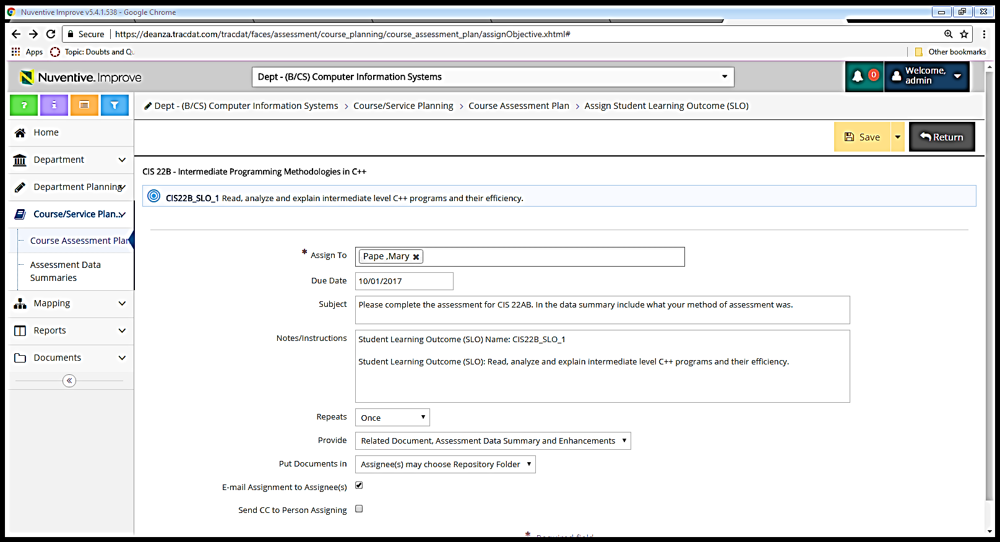 Nuventive Improve v5.4.1.538 - Google Chrome
Secure https://deanza.tracdat.com/tracdat/faces/assessment/course_planning/course_assessment_plan/assignObjective.xhtml#
Apps Topic: Doubts and Qu Other bookmarks
Nuventive Improve Dept - (B/CS) Computer Information Systems 0 Welcome,
admin
? i
Dept - (B/CS) Computer Information Systems > Course/Service Planning > Course Assessment Plan > Assign Student Learning Outcome (SLO)
Home
Department
Department Planning
Course/Service Plan...
Course Assessment Plan
Assessment Data
Summaries
Mapping
Reports
Documents
Save Return
CIS 22B - Intermediate Programming Methodologies in C++
CIS22B_SLO_1 Read, analyze and explain intermediate level C++ programs and their efficiency.
* Assign To Pape ,Mary
Due Date 10/01/2017
Subject Please complete the assessment for CIS 22AB. In the data summary include what your method of assessment was.
Notes/Instructions Student Learning Outcome (SLO) Name: CIS22B_SLO_1
Student Learning Outcome (SLO): Read, analyze and explain intermediate level C++ programs and their efficiency.
Repeats Once
Provide Related Document, Assessment Data Summary and Enhancements
Put Documents in Assignee(s) may choose Repository Folder
E-mail Assignment to Assignee(s)
Send CC to Person Assigning
* Required field